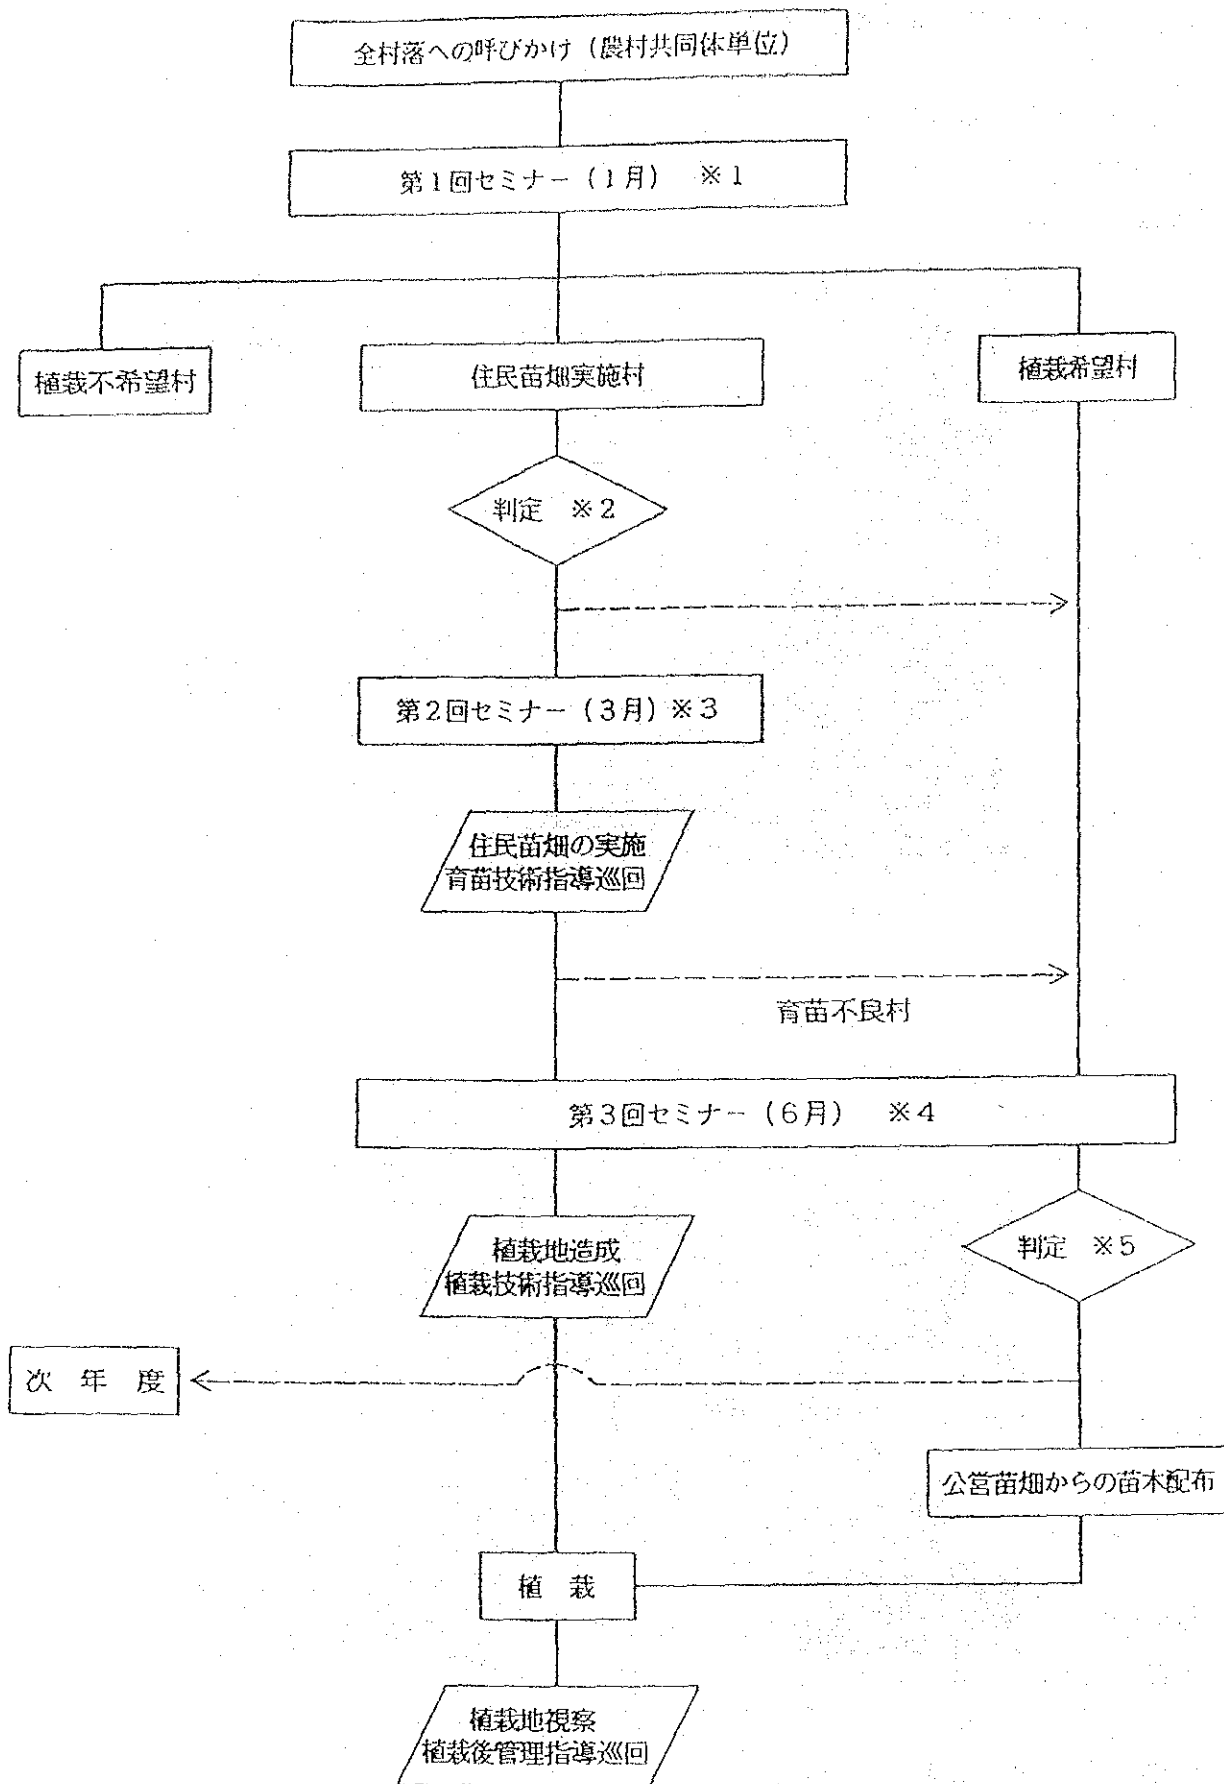 全村落への呼びかけ（農村共同体単位）
第1回セミナー（1月）　※1
植栽不希望村
住民苗畑実施村
植栽希望村
判定　※2
第2回セミナー（3月）※3
住民苗畑の実施
育苗技術指導巡回
育苗不良村
第3回セミナー（6月）　※4
植栽地造成
植栽技術指導巡回
判定　※5
次　年　度
公営苗畑からの苗木配布
植　栽
植栽地視察
植栽後管理指導巡回